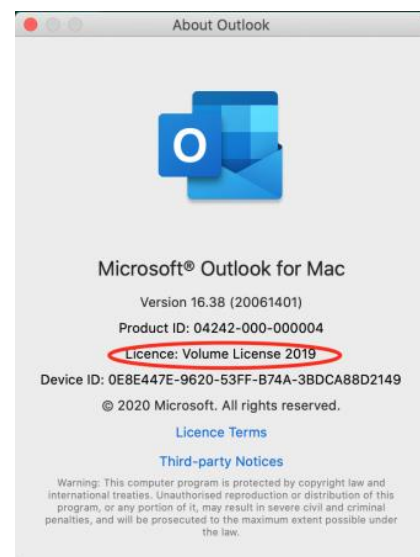 About Outlook
O
Microsoft® Outlook for Mac
Version 16.38 (20061401)
Product ID: 04242-000-000004
Licence: Volume License 2019
Device ID: 0E8E447E-9620-53FF-B74A-3BDCA88D2149
© 2020 Microsoft. All rights reserved.
Licence Terms
Third-party Notices
Warning: This computer program is protected by copyright law and
international treaties. Unauthorised reproduction or distribution of this
program, or any portion of it, may result in severe civil and criminal
penalties, and will be prosecuted to the maximum extent possible under
the law.